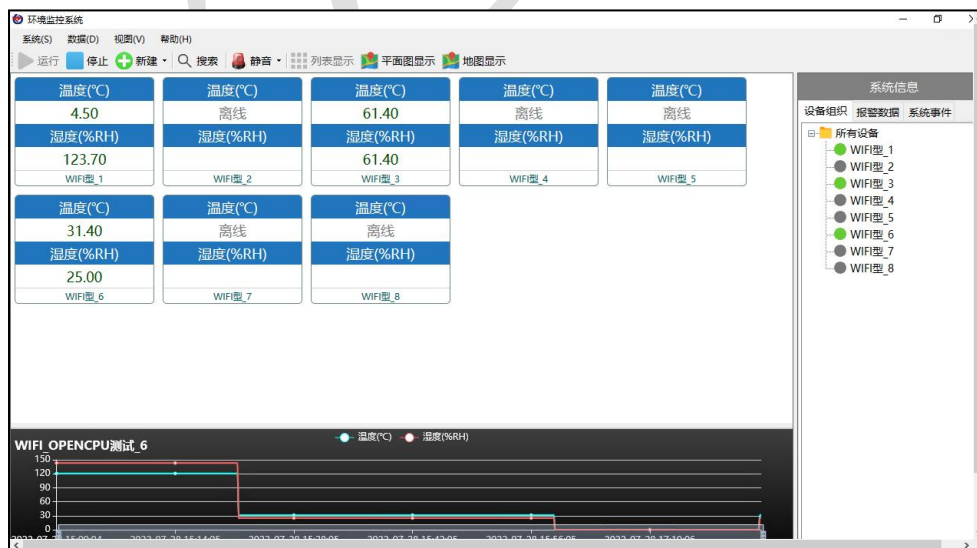 环境监控系统
系统(S) 数据(D) 视图(V) 帮助(H)
运行 停止 新建 搜索 静音 列表显示 平面图显示 地图显示
温度(℃) 温度(℃) 温度(℃) 温度(℃) 温度(℃)
4.50 离线 61.40 离线 离线
湿度(%RH) 湿度(%RH) 湿度(%RH) 湿度(%RH) 湿度(%RH)
123.70 61.40
WIFI型_1 WIFI型_2 WIFI型_3 WIFI型_4 WIFI型_5
温度(℃) 温度(℃) 温度(℃)
31.40 离线 离线
湿度(%RH) 湿度(%RH) 湿度(%RH)
25.00
WIFI型_6 WIFI型_7 WIFI型_8
系统信息
设备组织 报警数据 系统事件
所有设备
WIFI型_1
WIFI型_2
WIFI型_3
WIFI型_4
WIFI型_5
WIFI型_6
WIFI型_7
WIFI型_8
WIFI_OPENCPU测试_6
温度(℃) 湿度(%RH)
150
120
90
60
30
0